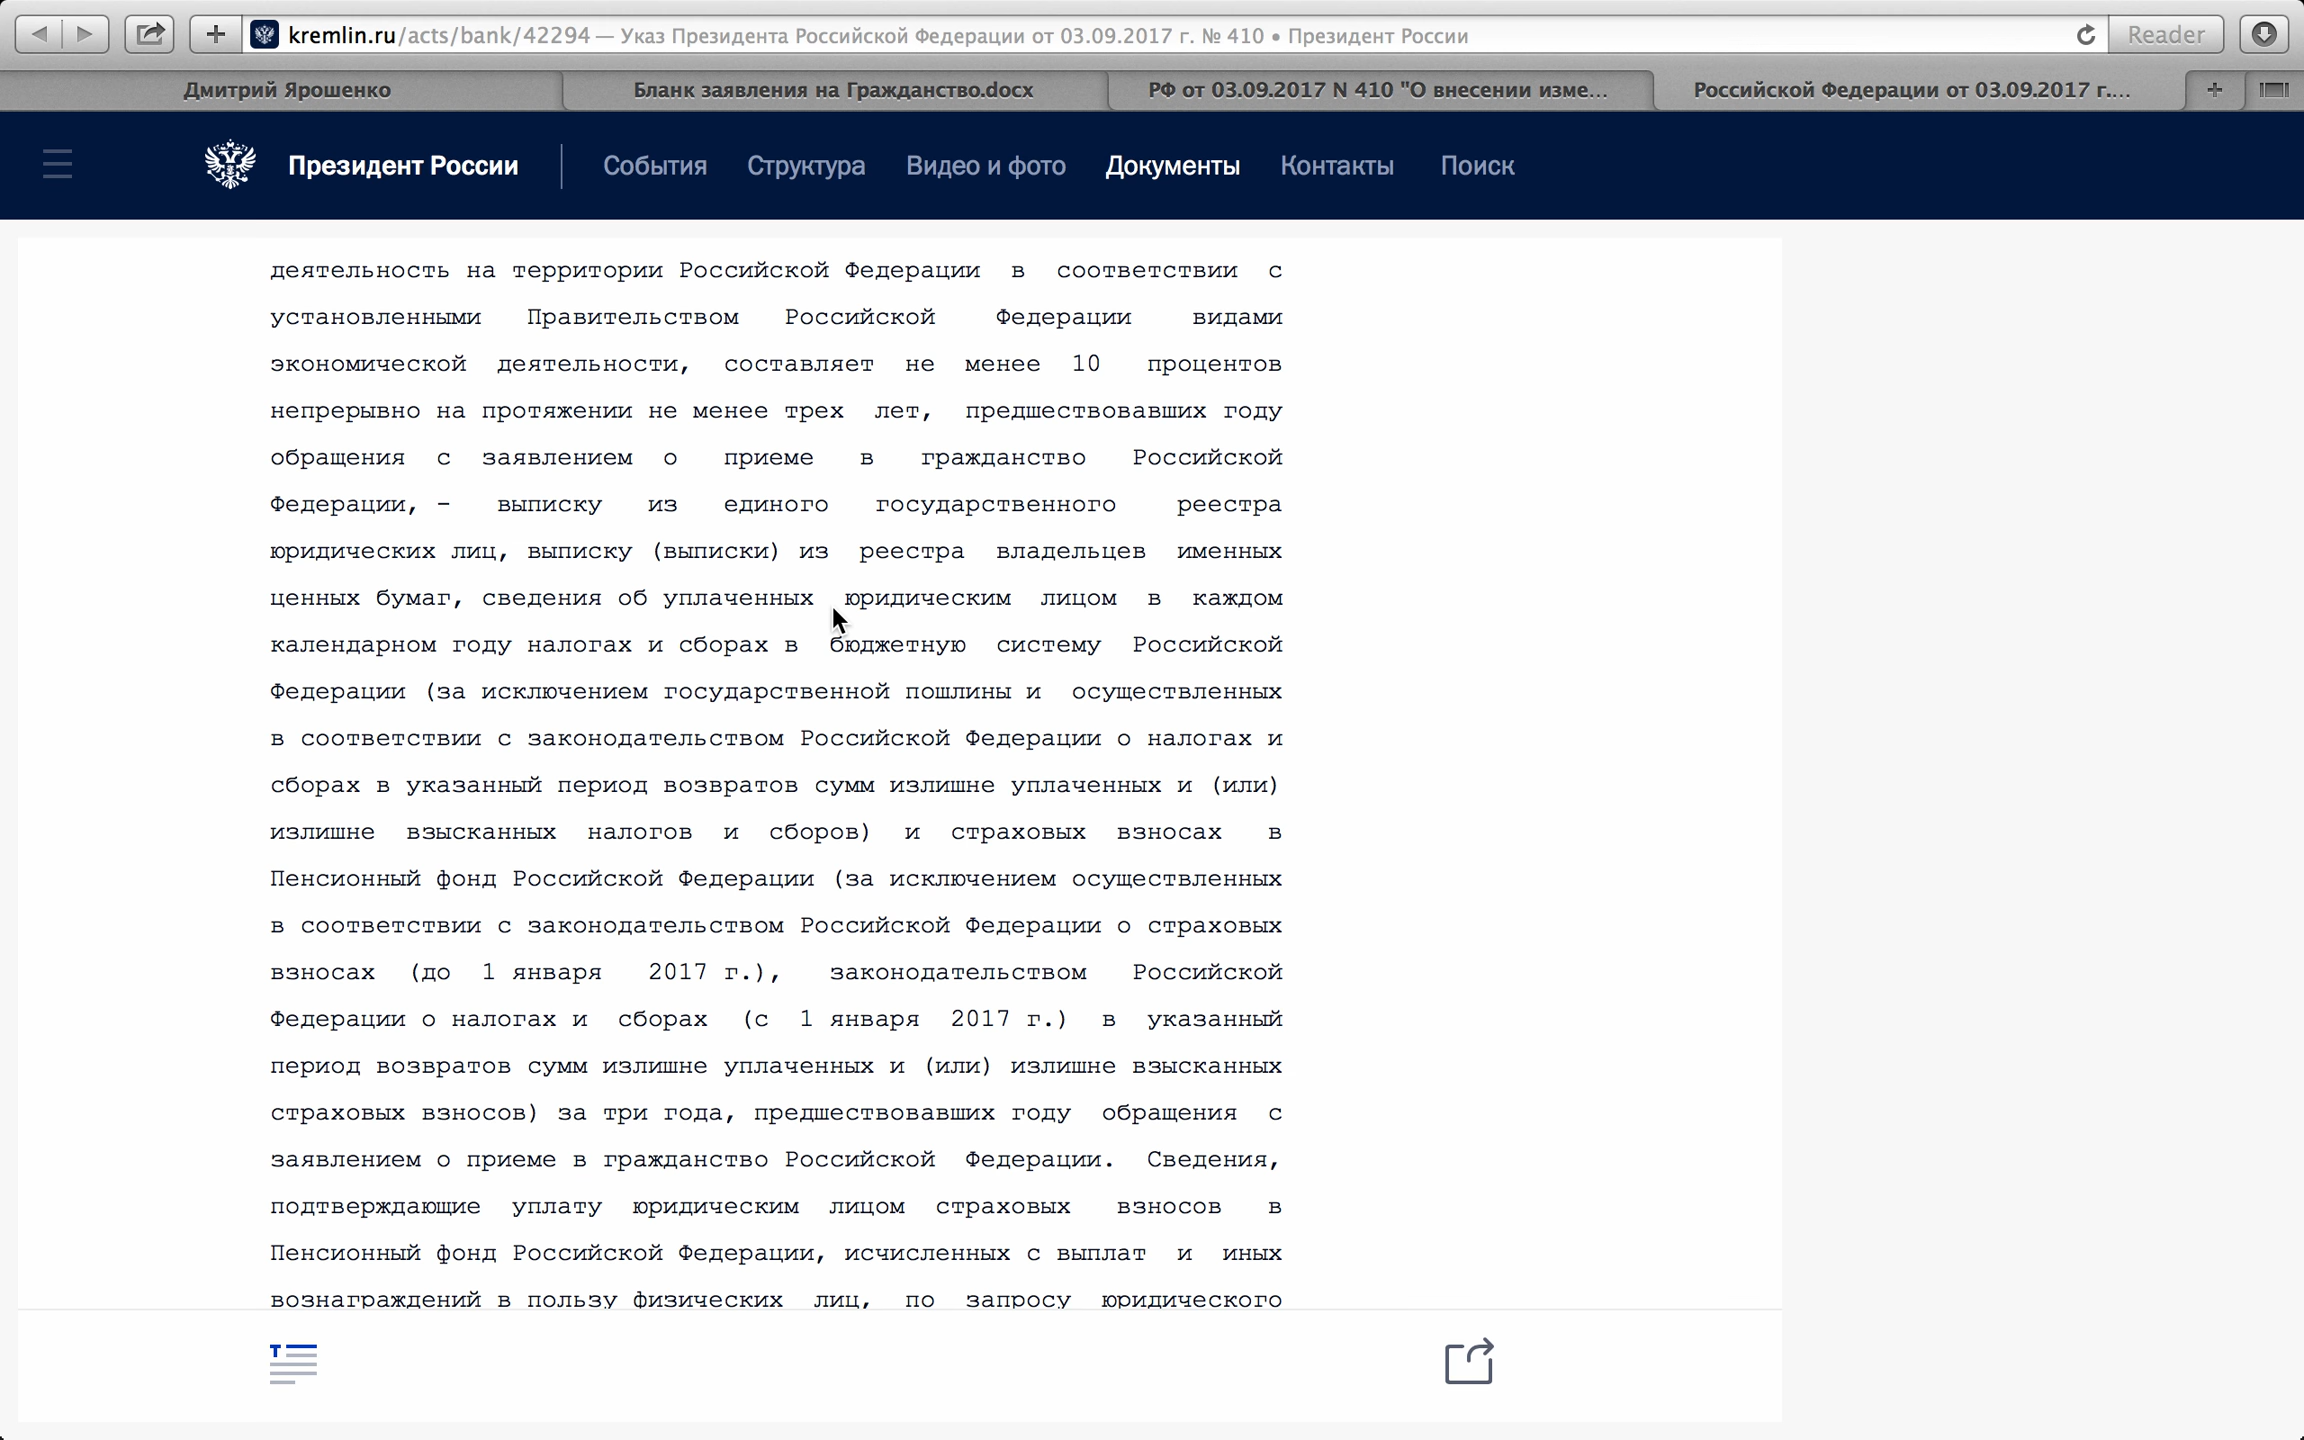 kremlin.ru/acts/bank/42294 — Указ Президента Российской Федерации от 03.09.2017 г. № 410 • Президент России
Reader
Дмитрий Ярошенко
Бланк заявления на Гражданство.docx
РФ от 03.09.2017 N 410 "О внесении изме...
Российской Федерации от 03.09.2017 г....
Президент России
События
Структура
Видео и фото
Документы
Контакты
Поиск
деятельность на территории Российской Федерации в соответствии с
установленными Правительством Российской Федерации видами
экономической деятельности, составляет не менее 10 процентов
непрерывно на протяжении не менее трех лет, предшествовавших году
обращения с заявлением о приеме в гражданство Российской
Федерации, - выписку из единого государственного реестра
юридических лиц, выписку (выписки) из реестра владельцев именных
ценных бумаг, сведения об уплаченных юридическим лицом в каждом
календарном году налогах и сборах в бюджетную систему Российской
Федерации (за исключением государственной пошлины и осуществленных
в соответствии с законодательством Российской Федерации о налогах и
сборах в указанный период возвратов сумм излишне уплаченных и (или)
излишне взысканных налогов и сборов) и страховых взносах в
Пенсионный фонд Российской Федерации (за исключением осуществленных
в соответствии с законодательством Российской Федерации о страховых
взносах (до 1 января 2017 г.), законодательством Российской
Федерации о налогах и сборах (с 1 января 2017 г.) в указанный
период возвратов сумм излишне уплаченных и (или) излишне взысканных
страховых взносов) за три года, предшествовавших году обращения с
заявлением о приеме в гражданство Российской Федерации. Сведения,
подтверждающие уплату юридическим лицом страховых взносов в
Пенсионный фонд Российской Федерации, исчисленных с выплат и иных
вознаграждений в пользу физических лиц, по запросу юридического